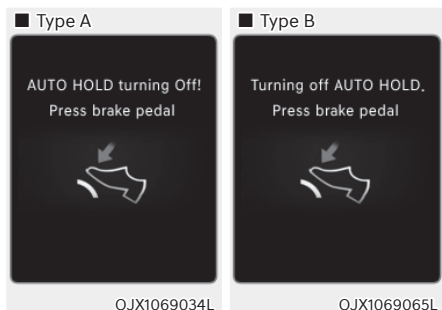 ■ Type A
AUTO HOLD turning Off!
Press brake pedal
OJX1069034L
■ Type B
Turning off AUTO HOLD.
Press brake pedal
OJX1069065L